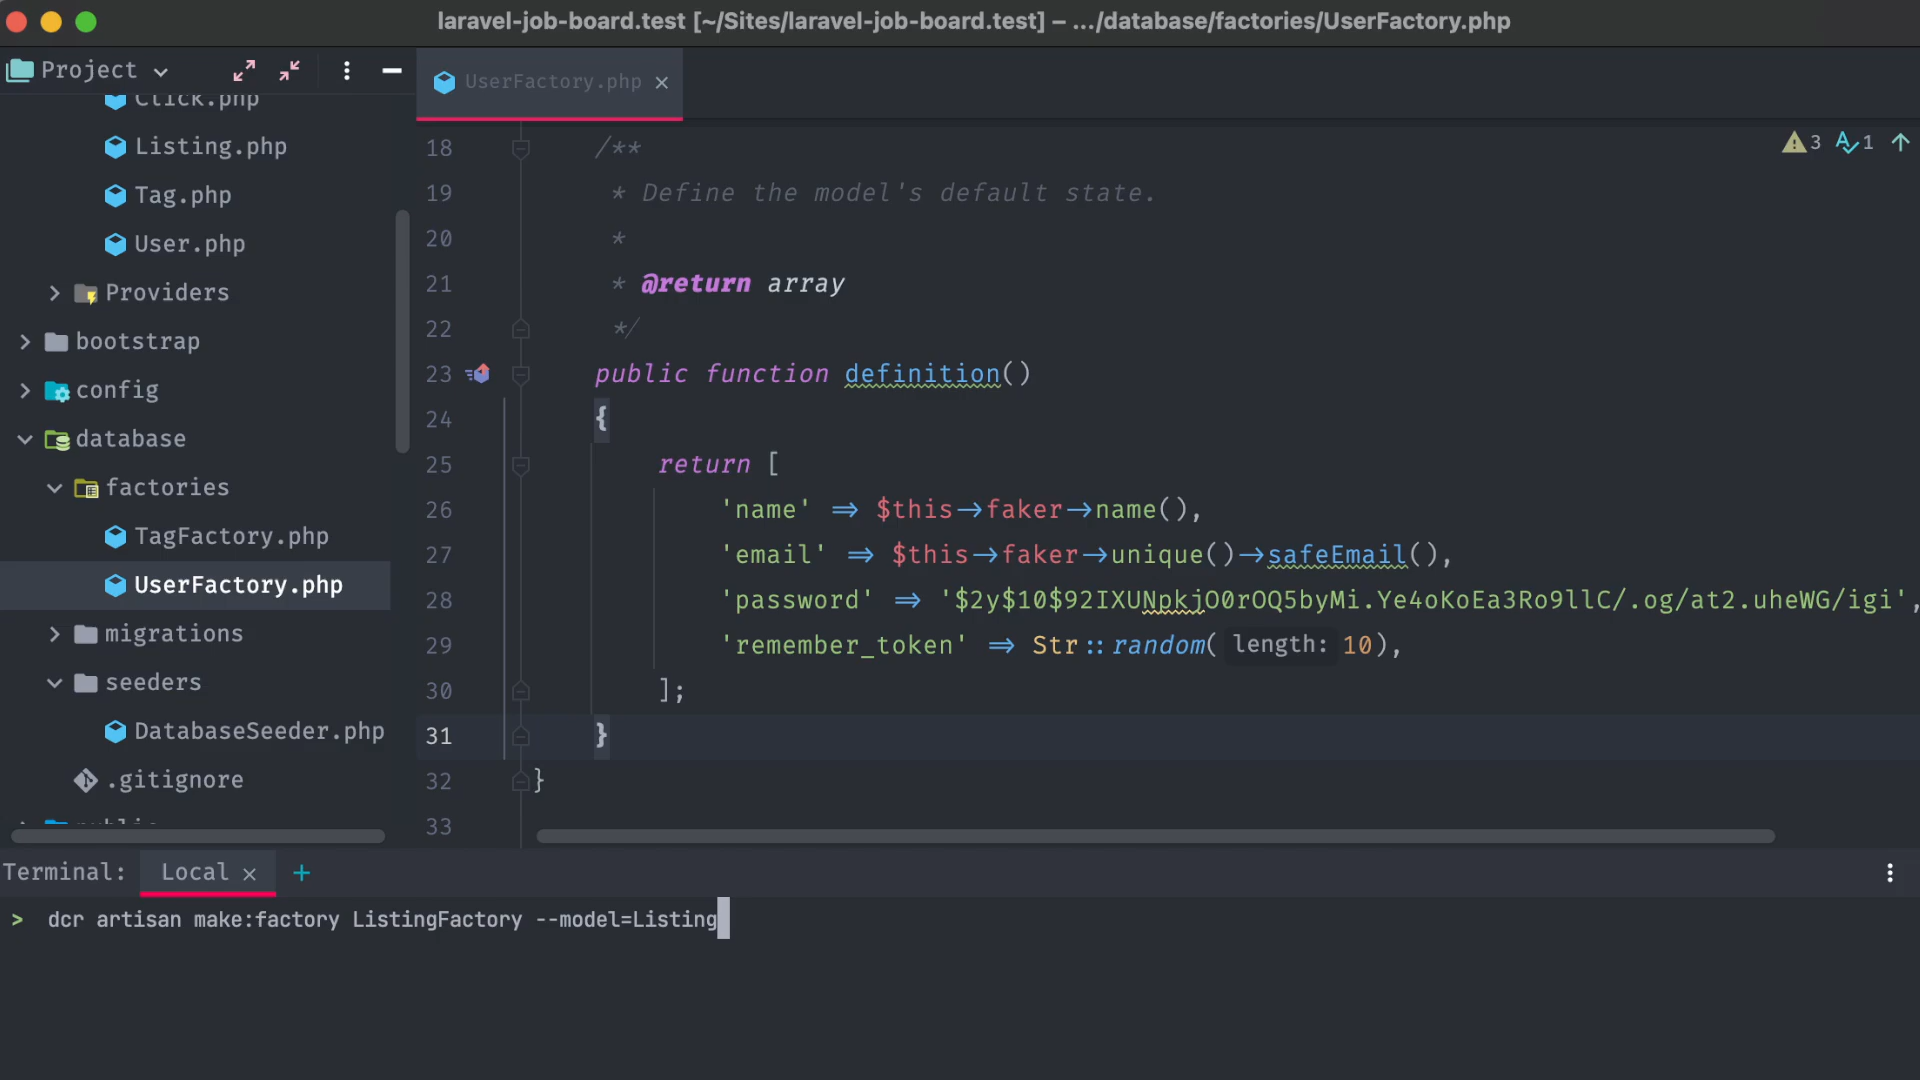 laravel-job-board.test [~/Sites/laravel-job-board.test] – .../database/factories/UserFactory.php
Project
Click.php
Listing.php
Tag.php
User.php
Providers
bootstrap
config
database
factories
TagFactory.php
UserFactory.php
migrations
seeders
DatabaseSeeder.php
.gitignore
public
UserFactory.php ×
3 1
18 /**
19 * Define the model's default state.
20 *
21 * @return array
22 */
23 public function definition()
24 {
25 return [
26 'name' => $this->faker->name(),
27 'email' => $this->faker->unique()->safeEmail(),
28 'password' => '$2y$10$92IXUNpkjO0rOQ5byMi.Ye4oKoEa3Ro9llC/.og/at2.uheWG/igi',
29 'remember_token' => Str::random( length: 10),
30 ];
31 }
32 }
33
Terminal: Local × +
> dcr artisan make:factory ListingFactory --model=Listing